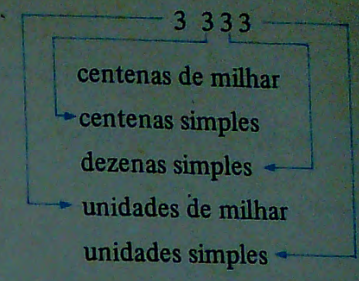 3 333
centenas de milhar
centenas simples
dezenas simples
unidades de milhar
unidades simples